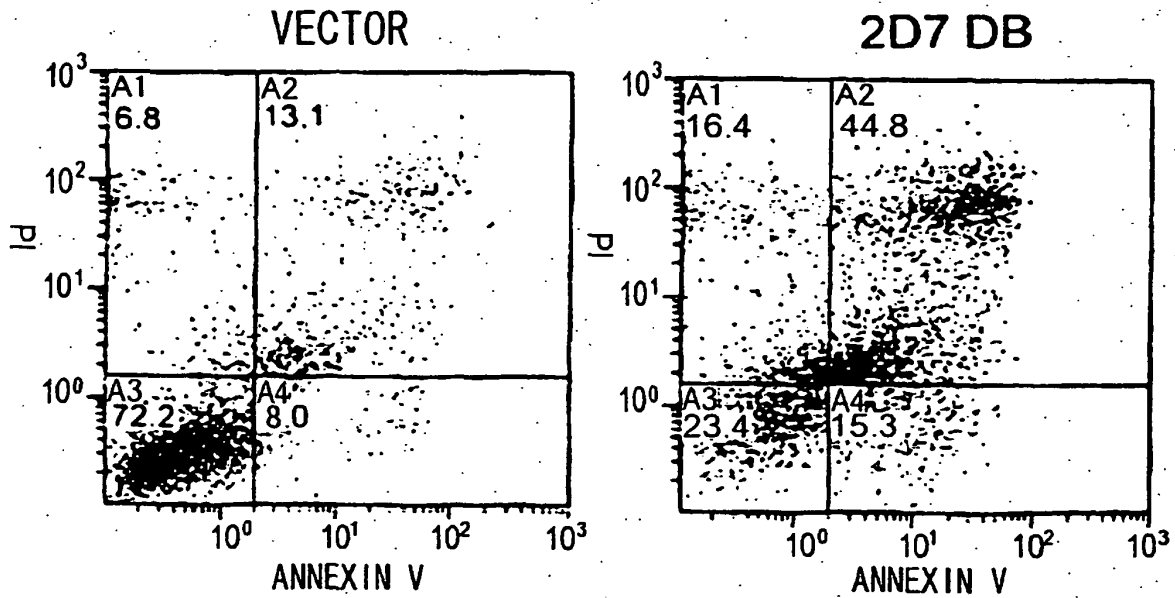 VECTOR
10³
A1
6.8
A2
13.1
10²
PI
10¹
10⁰
A3
72.2
A4
8.0
10⁰ 10¹ 10² 10³
ANNEXIN V
2D7 DB
10³
A1
16.4
A2
44.8
10²
PI
10¹
10⁰
A3
23.4
A4
15.3
10⁰ 10¹ 10² 10³
ANNEXIN V